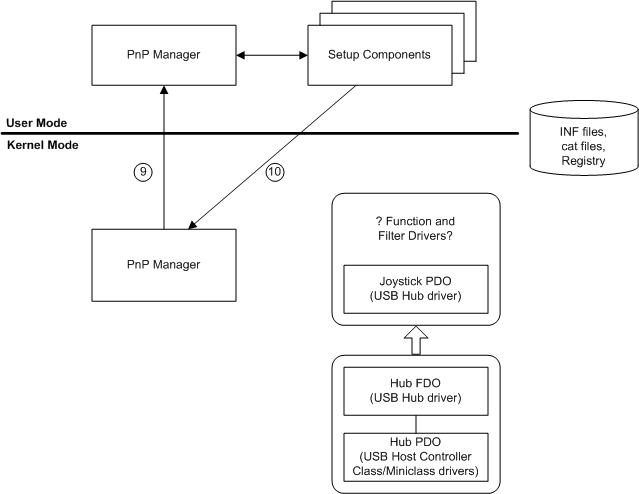 PnP Manager
Setup Components
User Mode
Kernel Mode
INF files,
cat files,
Registry
9
10
PnP Manager
? Function and
Filter Drivers?
Joystick PDO
(USB Hub driver)
Hub FDO
(USB Hub driver)
Hub PDO
(USB Host Controller
Class/Miniclass drivers)